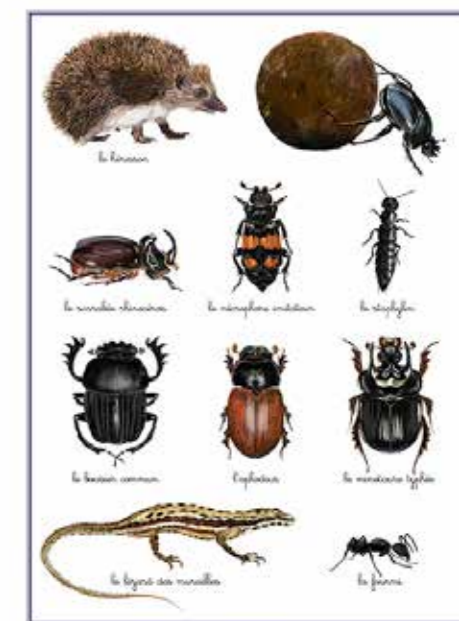 le hérisson
le scarabée rhinocéros
le nécrophore
le staphylin
le bousier commun
l'aphodius
le minotaure typhée
le lézard des murailles
la fourmi